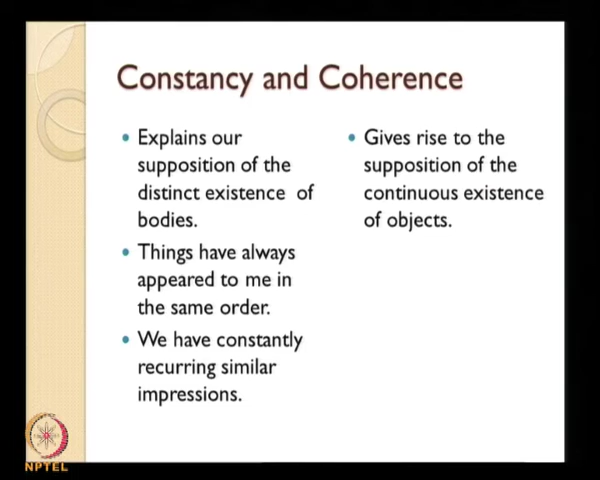 Constancy and Coherence
• Explains our
supposition of the
distinct existence of
bodies.
• Things have always
appeared to me in
the same order.
• We have constantly
recurring similar
impressions.
• Gives rise to the
supposition of the
continuous existence
of objects.
NPTEL